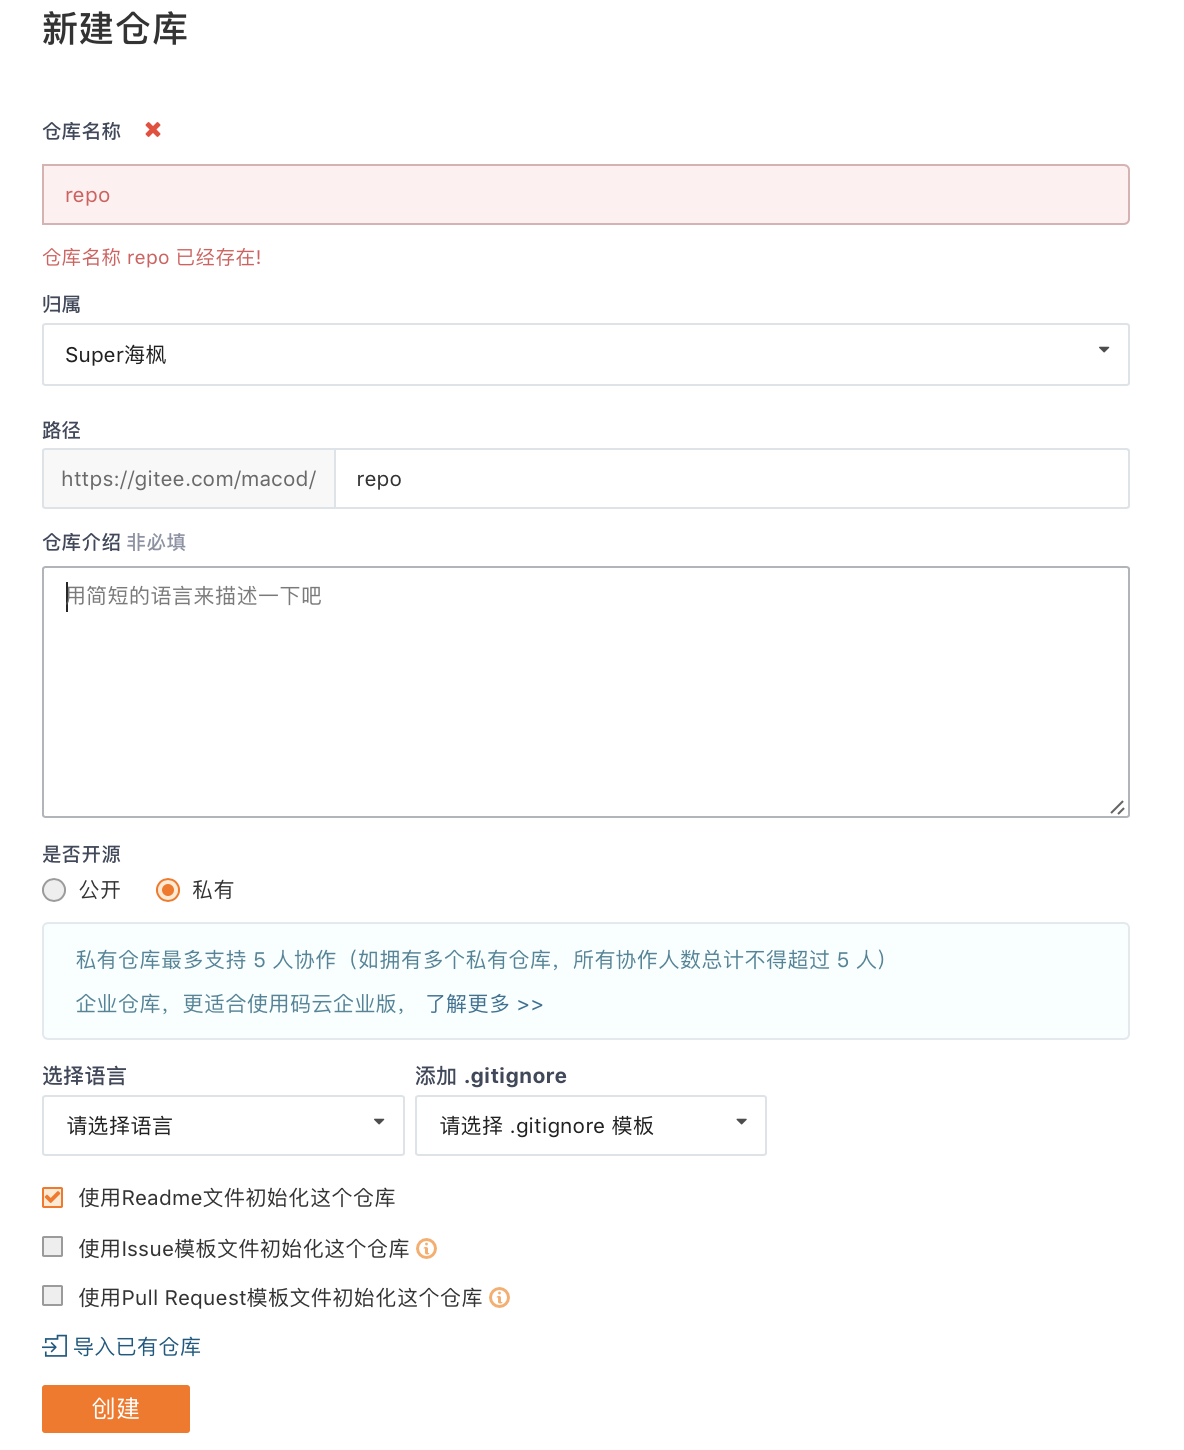 新建仓库
仓库名称
repo
仓库名称 repo 已经存在!
归属
Super海枫
路径
https://gitee.com/macod/ repo
仓库介绍 非必填
用简短的语言来描述一下吧
是否开源
公开 私有
私有仓库最多支持 5 人协作（如拥有多个私有仓库，所有协作人数总计不得超过 5 人）
企业仓库，更适合使用码云企业版， 了解更多 >>
选择语言 添加 .gitignore
请选择语言 请选择 .gitignore 模板
使用Readme文件初始化这个仓库
使用Issue模板文件初始化这个仓库
使用Pull Request模板文件初始化这个仓库
导入已有仓库
创建